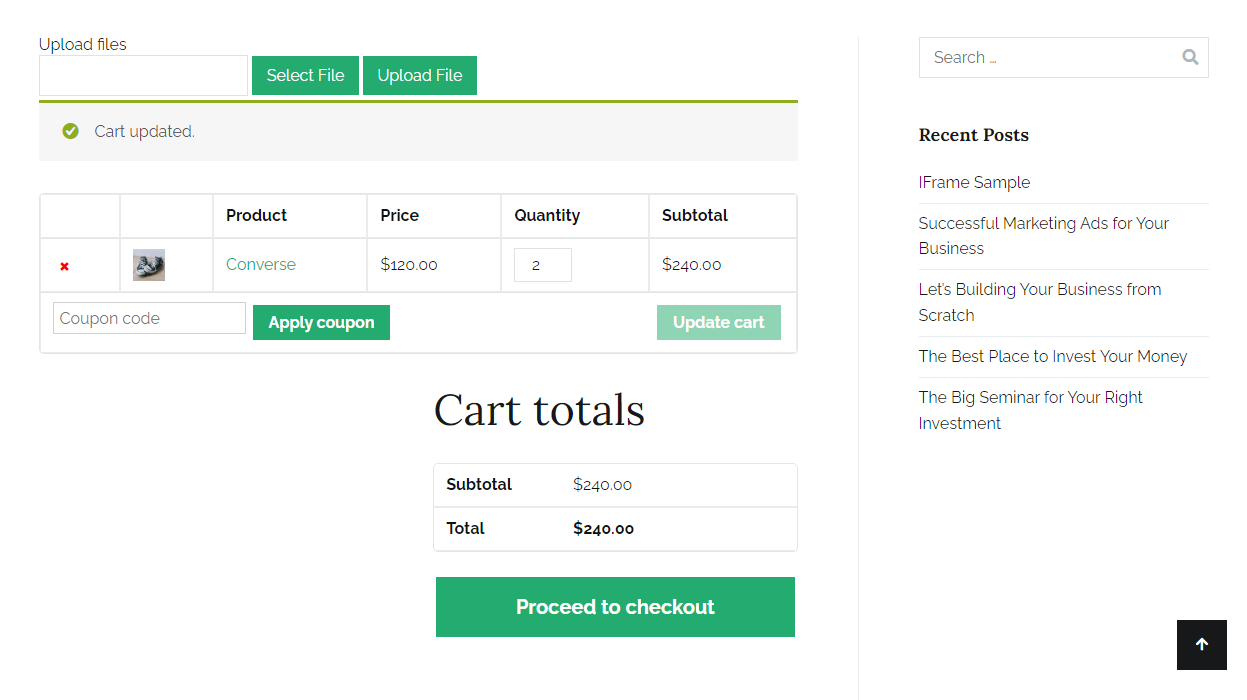 Upload files
Select File
Upload File
Cart updated.
Product Price Quantity Subtotal
Converse $120.00 2 $240.00
Coupon code
Apply coupon
Update cart
Cart totals
Subtotal $240.00
Total $240.00
Proceed to checkout
Search ...
Recent Posts
IFrame Sample
Successful Marketing Ads for Your
Business
Let's Building Your Business from
Scratch
The Best Place to Invest Your Money
The Big Seminar for Your Right
Investment